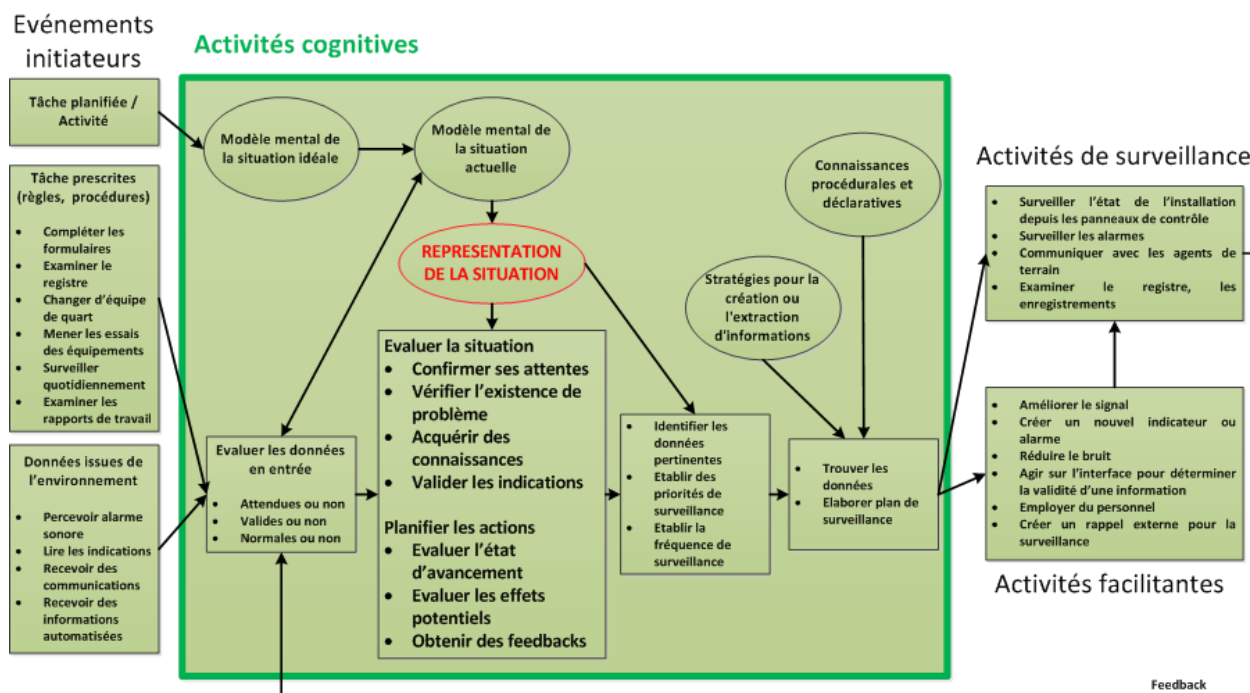 Evénements
initiateurs
Activités cognitives
Tâche planifiée /
Activité
Tâche prescrites
(règles, procédures)
• Compléter les
formulaires
• Examiner le
registre
• Changer d'équipe
de quart
• Mener les essais
des équipements
• Surveiller
quotidiennement
• Examiner les
rapports de travail
Données issues de
l'environnement
• Percevoir alarme
sonore
• Lire les indications
• Recevoir des
communications
• Recevoir des
informations
automatisées
Modèle mental de
la situation idéale
Modèle mental de
la situation
actuelle
REPRESENTATION
DE LA SITUATION
Evaluer les données
en entrée
• Attendues ou non
• Valides ou non
• Normales ou non
Evaluer la situation
• Confirmer ses attentes
• Vérifier l'existence de
problème
• Acquérir des
connaissances
• Valider les indications
Planifier les actions
• Evaluer l'état
d'avancement
• Evaluer les effets
potentiels
• Obtenir des feedbacks
Connaissances
procédurales et
déclaratives
Stratégies pour la
création ou
l'extraction
d'informations
• Identifier les
données
pertinentes
• Etablir des
priorités de
surveillance
• Etablir la
fréquence de
surveillance
• Trouver les
données
• Elaborer plan de
surveillance
Activités de surveillance
• Surveiller l'état de l'installation
depuis les panneaux de contrôle
• Surveiller les alarmes
• Communiquer avec les agents de
terrain
• Examiner le registre, les
enregistrements
• Améliorer le signal
• Créer un nouvel indicateur ou
alarme
• Réduire le bruit
• Agir sur l'interface pour déterminer
la validité d'une information
• Employer du personnel
• Créer un rappel externe pour la
surveillance
Activités facilitantes
Feedback